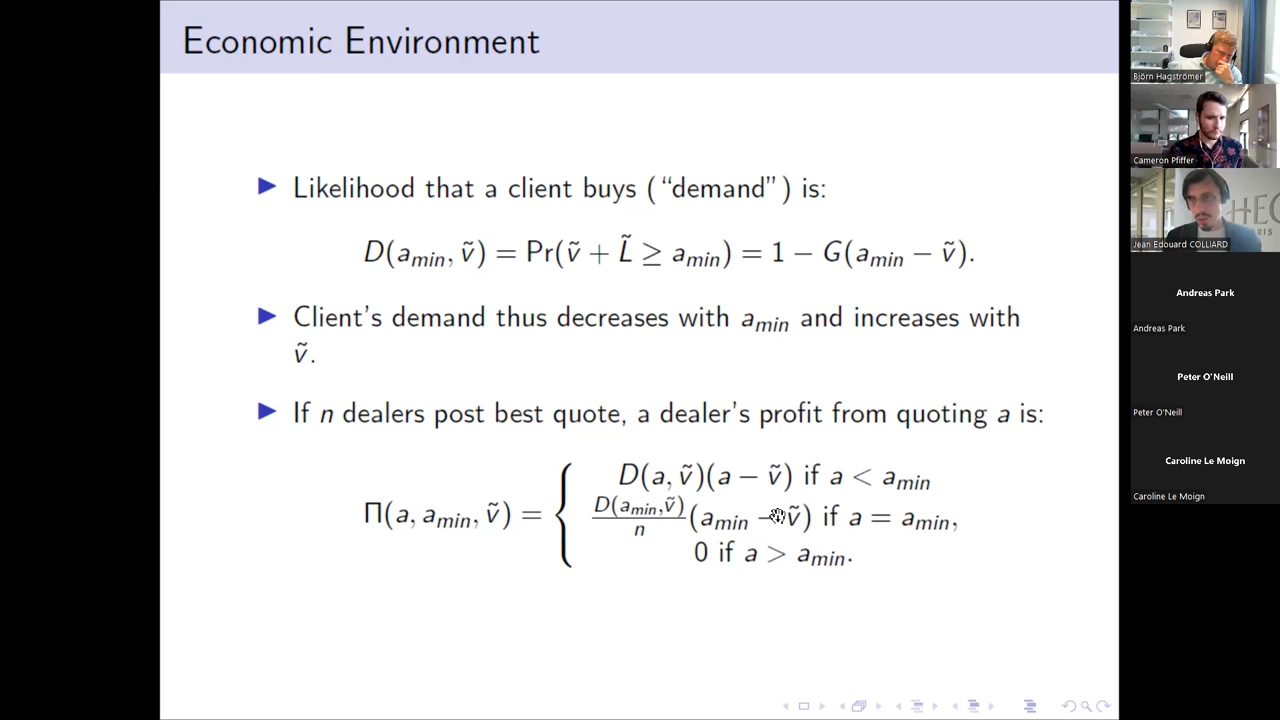 Economic Environment
▶ Likelihood that a client buys (“demand”) is:
D(a_min, ṽ) = Pr(ṽ + L̃ ≥ a_min) = 1 − G(a_min − ṽ).
▶ Client’s demand thus decreases with a_min and increases with
ṽ.
▶ If n dealers post best quote, a dealer’s profit from quoting a is:
Π(a, a_min, ṽ) = {
D(a, ṽ)(a − ṽ) if a < a_min
D(a_min, ṽ)/n (a_min − ṽ) if a = a_min,
0 if a > a_min.
Björn Hagströmer
Cameron Pfiffer
HEC
PARIS
Jean Edouard COLLIARD
Andreas Park
Andreas Park
Peter O'Neill
Peter O'Neill
Caroline Le Moign
Caroline Le Moign